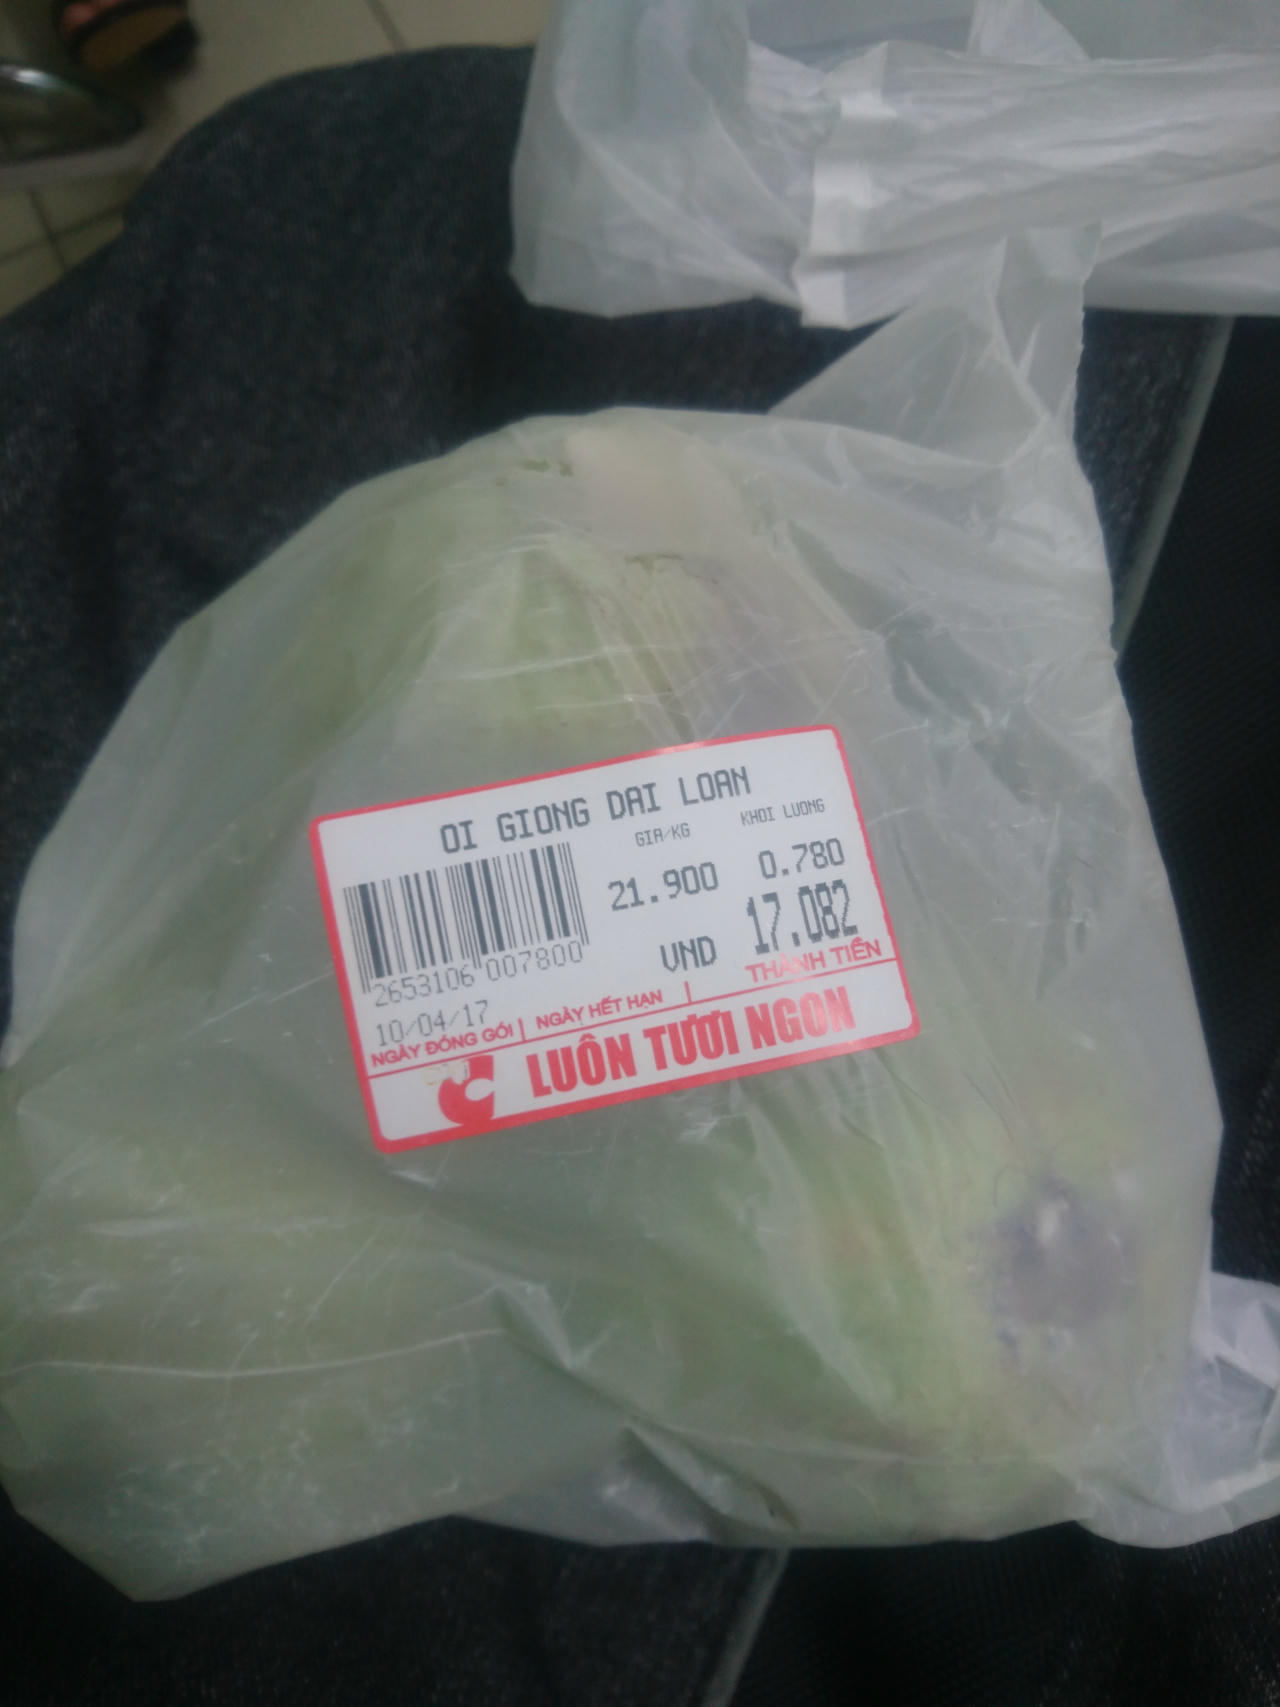 OI GIONG DAI LOAN
GIA/KG
KHOI LUONG
21.900
0.780
VND
17.082
THÀNH TIỀN
2653106 007800
10/04/17
NGÀY ĐÓNG GÓI
NGÀY HẾT HẠN
LUÔN TƯƠI NGON